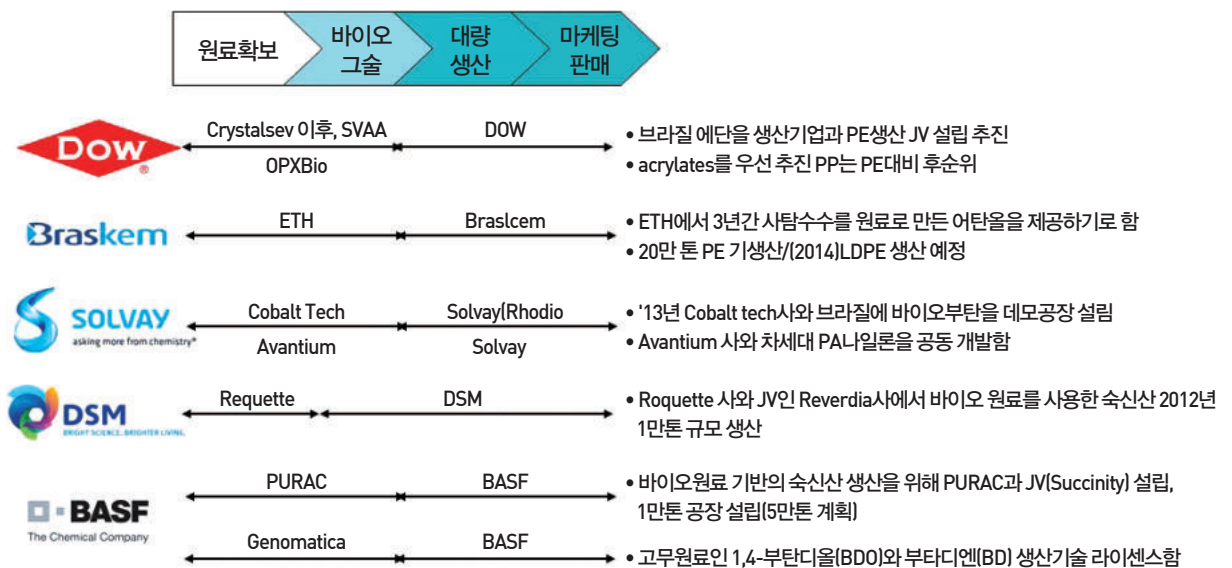 원료확보
바이오
그술
대량
생산
마케팅
판매
DOW
Crystalsev 이후, SVAA
DOW
OPXBio
• 브라질 에단을 생산기업과 PE생산 JV 설립 추진
• acrylates를 우선 추진 PP는 PE대비 후순위
Braskem
ETH
Braslcem
• ETH에서 3년간 사탐수수를 원료로 만든 어탄올을 제공하기로 함
• 20만 톤 PE 기생산/(2014)LDPE 생산 예정
SOLVAY
asking more from chemistry®
Cobalt Tech
Solvay(Rhodio
Avantium
Solvay
• '13년 Cobalt tech사와 브라질에 바이오부탄을 데모공장 설림
• Avantium 사와 차세대 PA나일론을 공동 개발함
DSM
BRIGHT SCIENCE. BRIGHTER LIVING.
Requette
DSM
• Roquette 사와 JV인 Reverdia사에서 바이오 원료를 사용한 숙신산 2012년
1만톤 규모 생산
BASF
The Chemical Company
PURAC
BASF
• 바이오원료 기반의 숙신산 생산을 위해 PURAC과 JV(Succinity) 설립,
1만톤 공장 설립(5만톤 계획)
Genomatica
BASF
• 고무원료인 1,4-부탄디올(BDO)와 부타디엔(BD) 생산기술 라이센스함